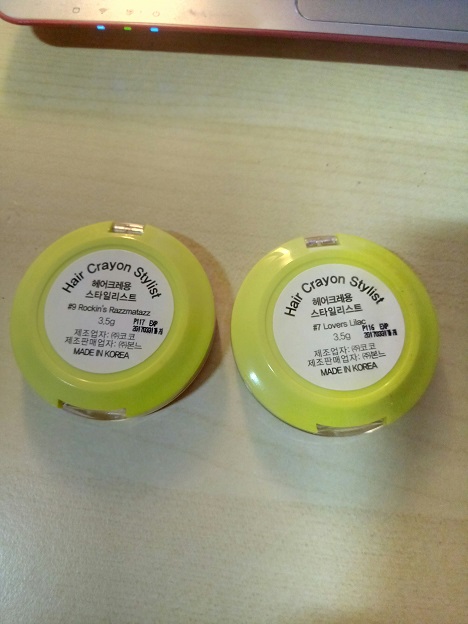 Hair Crayon Stylist
헤어크레용
스타일리스트
#9 Rockin's Razzmatazz
3.5g
P117 EXP
제조업자: ㈜코코
제조판매업자: ㈜본느
MADE IN KOREA
Hair Crayon Stylist
헤어크레용
스타일리스트
#7 Lovers Lilac
3.5g
P116 EXP
제조업자: ㈜코코
제조판매업자: ㈜본느
MADE IN KOREA